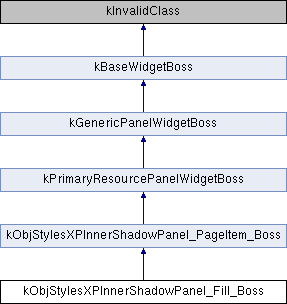 kInvalidClass
kBaseWidgetBoss
kGenericPanelWidgetBoss
kPrimaryResourcePanelWidgetBoss
kObjStylesXPInnerShadowPanel_PageItem_Boss
kObjStylesXPInnerShadowPanel_Fill_Boss